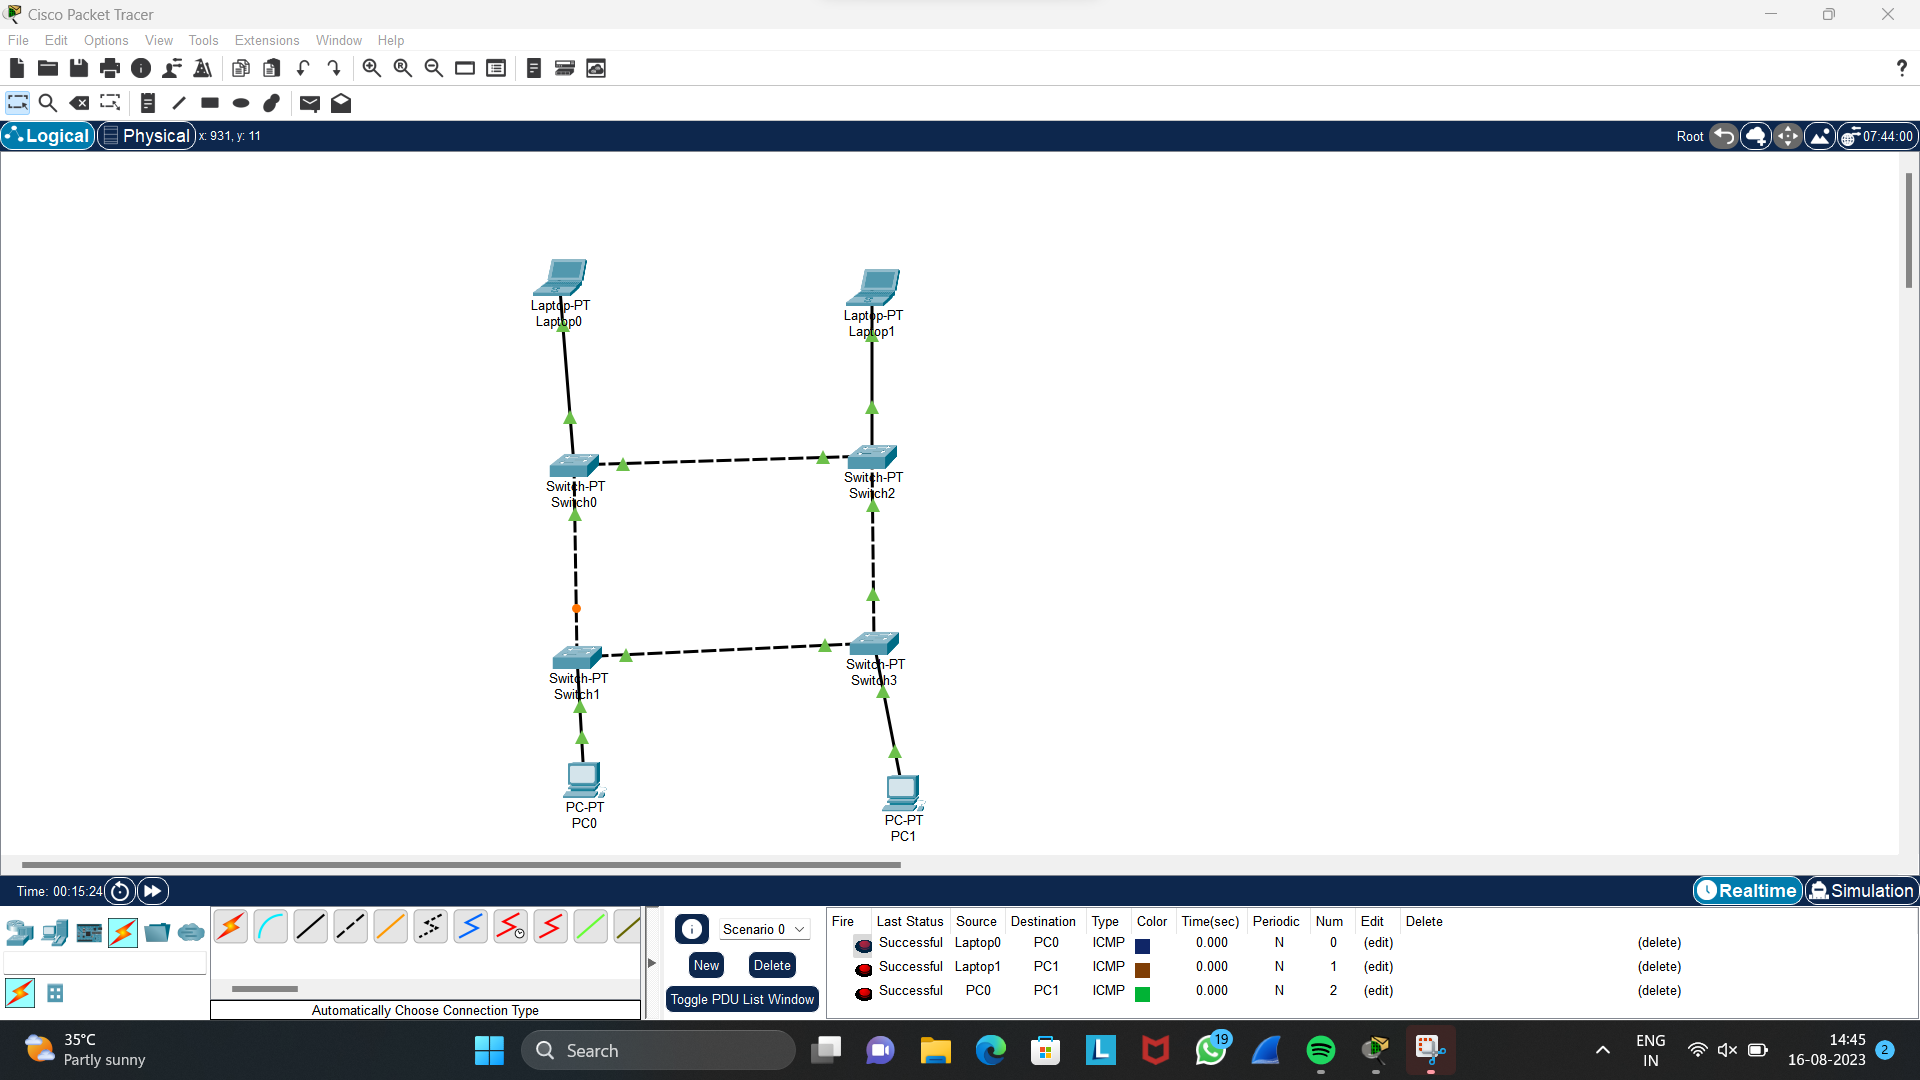 Cisco Packet Tracer
File Edit Options View Tools Extensions Window Help
?
Logical Physical x: 931, y: 11 Root 07:44:00
Laptop-PT
Laptop0
Laptop-PT
Laptop1
Switch-PT
Switch0
Switch-PT
Switch2
Switch-PT
Switch1
Switch-PT
Switch3
PC-PT
PC0
PC-PT
PC1
Time: 00:15:24 Realtime Simulation
Scenario 0
New Delete
Toggle PDU List Window
Automatically Choose Connection Type
Fire Last Status Source Destination Type Color Time(sec) Periodic Num Edit Delete
Successful Laptop0 PC0 ICMP 0.000 N 0 (edit) (delete)
Successful Laptop1 PC1 ICMP 0.000 N 1 (edit) (delete)
Successful PC0 PC1 ICMP 0.000 N 2 (edit) (delete)
35°C
Partly sunny
Search
L
19
ENG
IN
14:45
16-08-2023
2